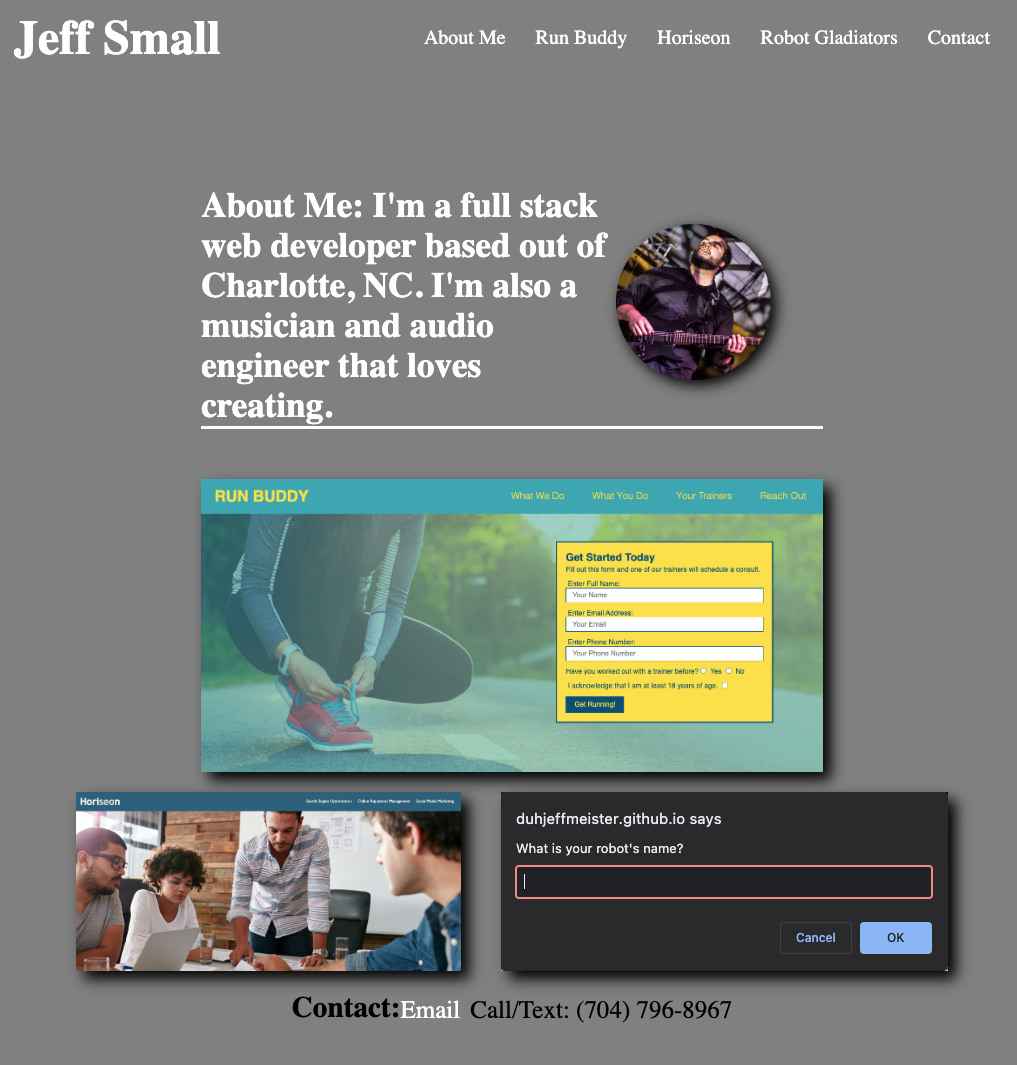 Jeff Small
About Me Run Buddy Horiseon Robot Gladiators Contact
About Me: I'm a full stack
web developer based out of
Charlotte, NC. I'm also a
musician and audio
engineer that loves
creating.
RUN BUDDY
What We Do What You Do Your Trainers Reach Out
Get Started Today
Fill out this form and one of our trainers will schedule a consult.
Enter Full Name:
Your Name
Enter Email Address:
Your Email
Enter Phone Number:
Your Phone Number
Have you worked out with a trainer before? Yes No
I acknowledge that I am at least 18 years of age.
Get Running!
Horiseon
Search Engine Optimization Online Reputation Management Social Media Marketing
duhjeffmeister.github.io says
What is your robot's name?
Cancel OK
Contact:Email Call/Text: (704) 796-8967